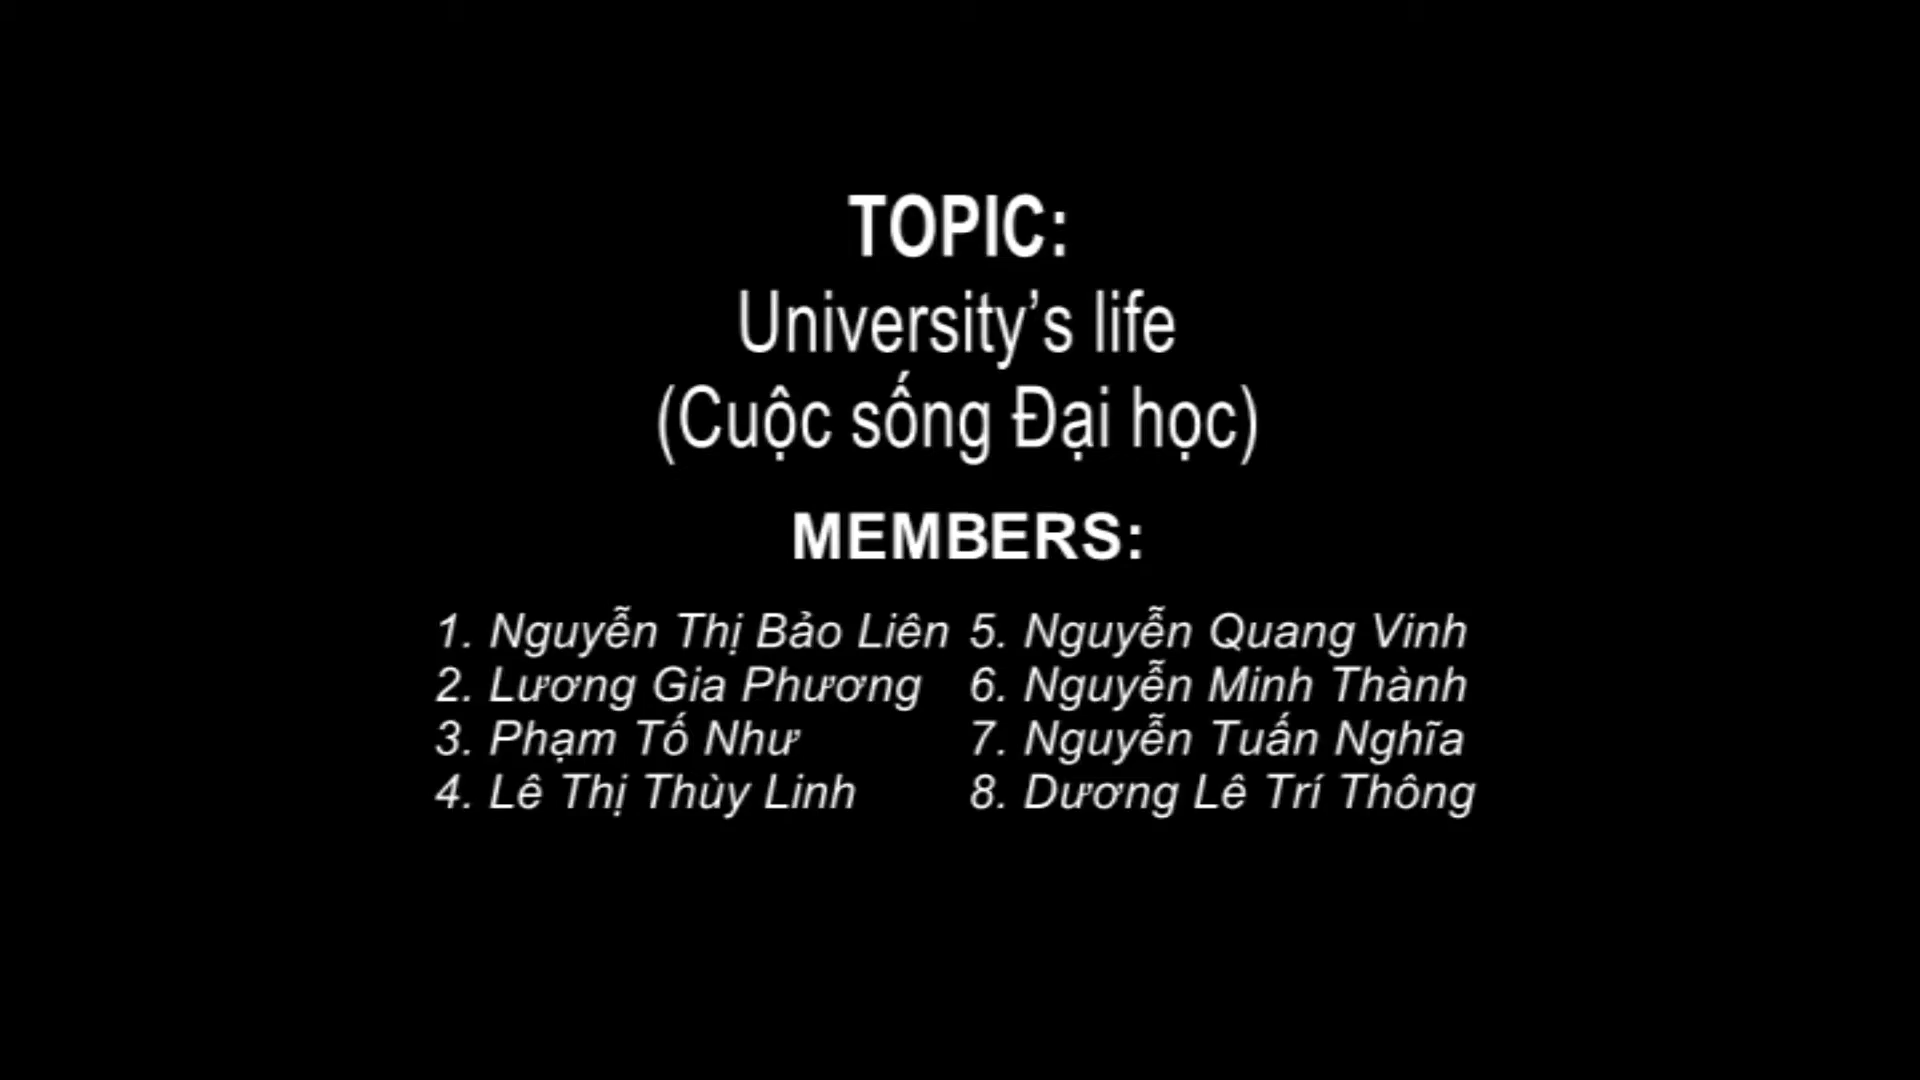 TOPIC:
University’s life
(Cuộc sống Đại học)
MEMBERS:
1. Nguyễn Thị Bảo Liên
2. Lương Gia Phương
3. Phạm Tố Như
4. Lê Thị Thùy Linh
5. Nguyễn Quang Vinh
6. Nguyễn Minh Thành
7. Nguyễn Tuấn Nghĩa
8. Dương Lê Trí Thông